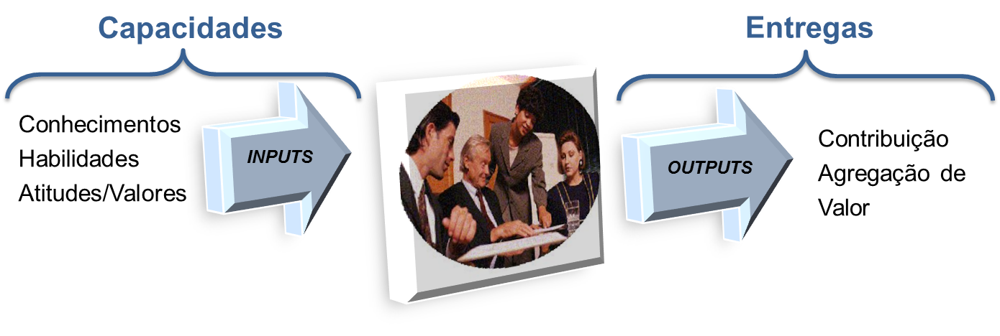 Capacidades
Conhecimentos
Habilidades
Atitudes/Valores
INPUTS
Entregas
OUTPUTS
Contribuição
Agregação de
Valor